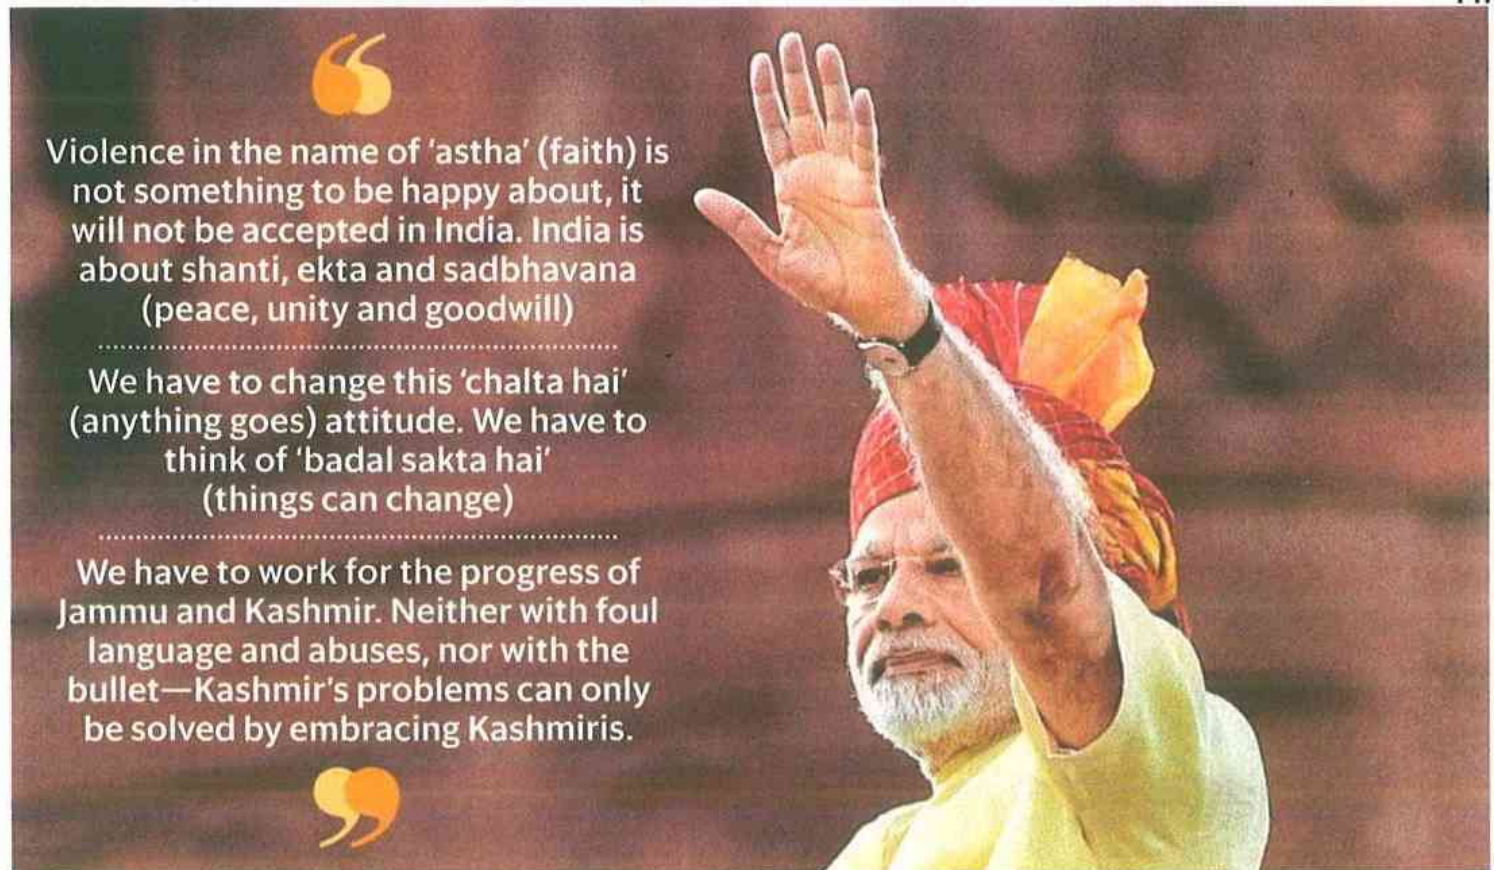 Violence in the name of ‘astha’ (faith) is
not something to be happy about, it
will not be accepted in India. India is
about shanti, ekta and sadbhavana
(peace, unity and goodwill)
We have to change this ‘chalta hai’
(anything goes) attitude. We have to
think of ‘badal sakta hai’
(things can change)
We have to work for the progress of
Jammu and Kashmir. Neither with foul
language and abuses, nor with the
bullet—Kashmir’s problems can only
be solved by embracing Kashmiris.